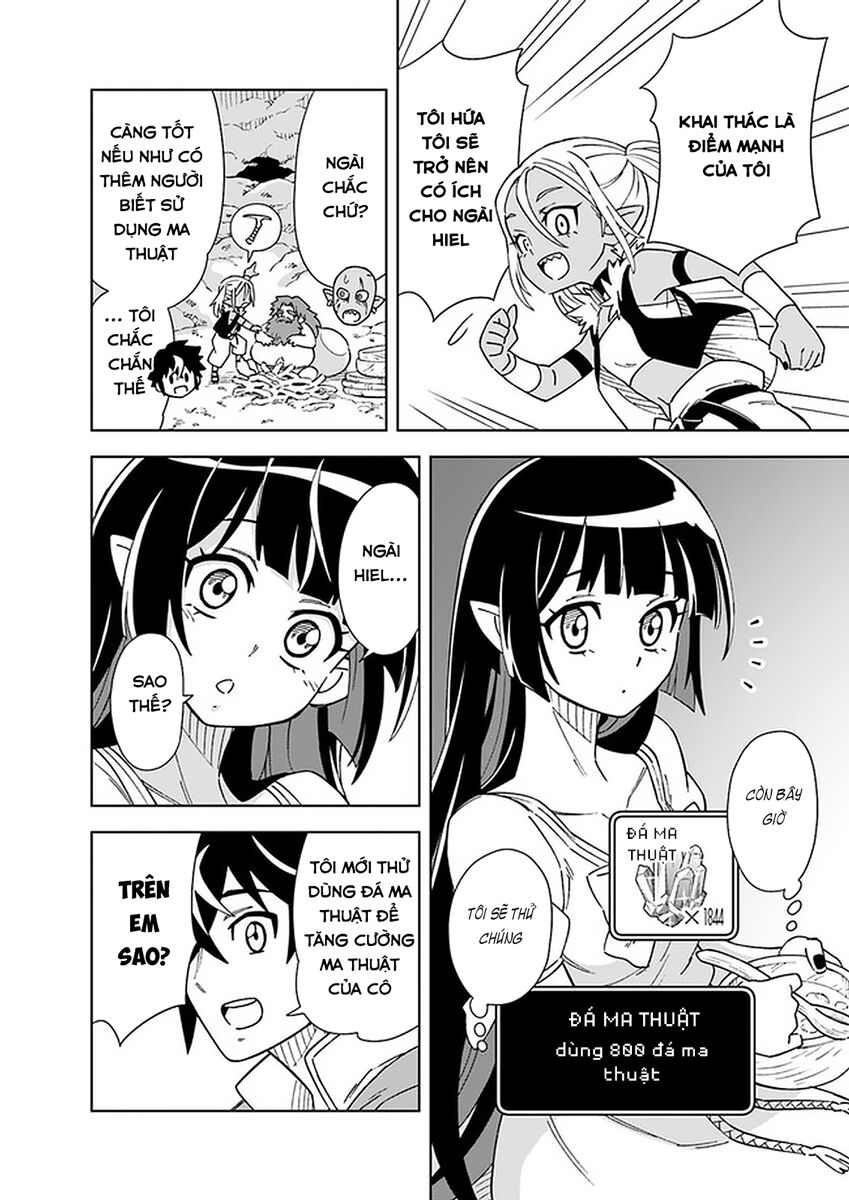 KHAI THÁC LÀ
ĐIỂM MẠNH
CỦA TÔI
TÔI HỨA
TÔI SẼ
TRỞ NÊN
CÓ ÍCH
CHO NGÀI
HIEL
NGÀI
CHẮC
CHỨ?
CÀNG TỐT
NẾU NHƯ CÓ
THÊM NGƯỜI
BIẾT SỬ
DỤNG MA
THUẬT
... TÔI
CHẮC
CHẮN
THẾ
CÒN BÂY
GIỜ
ĐÁ MA
THUẬT
× 1844
TÔI SẼ THỬ
CHÚNG
ĐÁ MA THUẬT
dùng 800 đá ma
thuật
NGÀI
HIEL...
SAO
THẾ?
TÔI MỚI THỬ
DÙNG ĐÁ MA
THUẬT ĐỂ
TĂNG CƯỜNG
MA THUẬT
CỦA CÔ
TRÊN
EM
SAO?